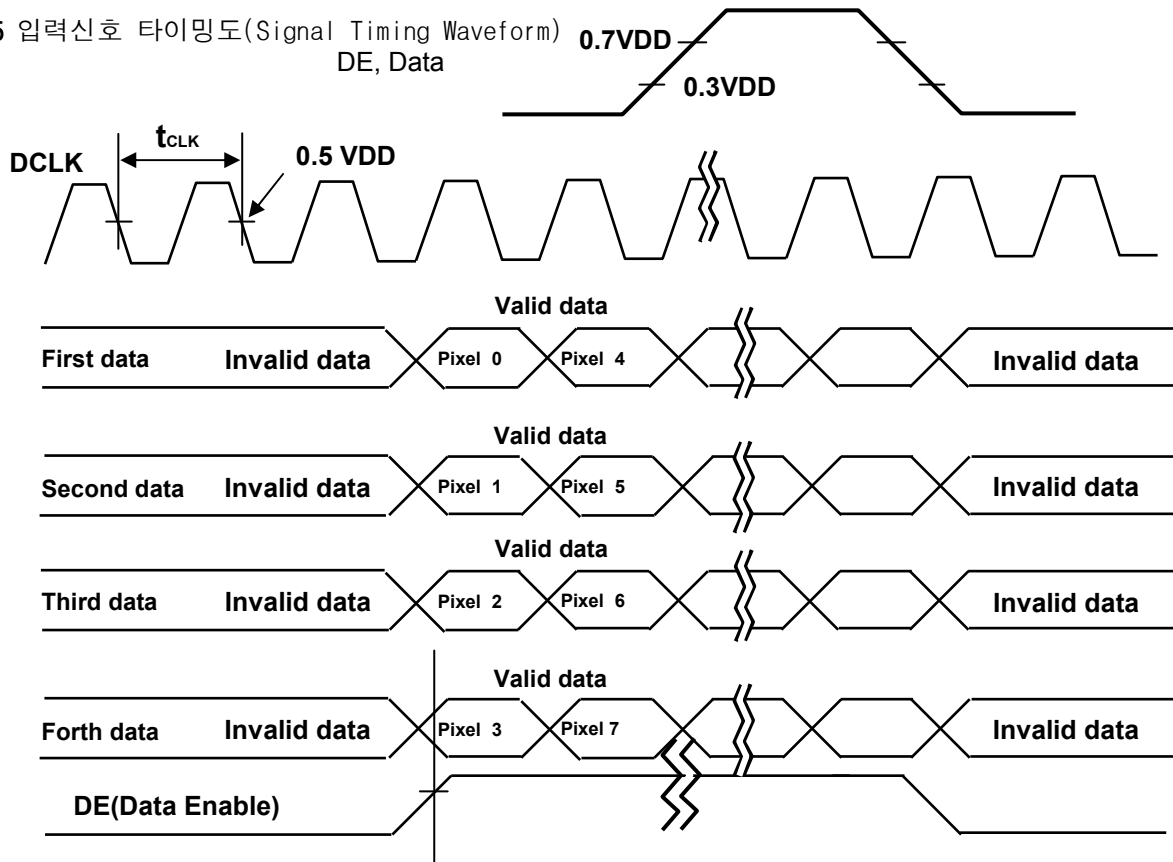 5 입력신호 타이밍도(Signal Timing Waveform)
DE, Data
0.7VDD
0.3VDD
tCLK
DCLK
0.5 VDD
Valid data
First data Invalid data Pixel 0 Pixel 4 Invalid data
Valid data
Second data Invalid data Pixel 1 Pixel 5 Invalid data
Valid data
Third data Invalid data Pixel 2 Pixel 6 Invalid data
Valid data
Forth data Invalid data Pixel 3 Pixel 7 Invalid data
DE(Data Enable)